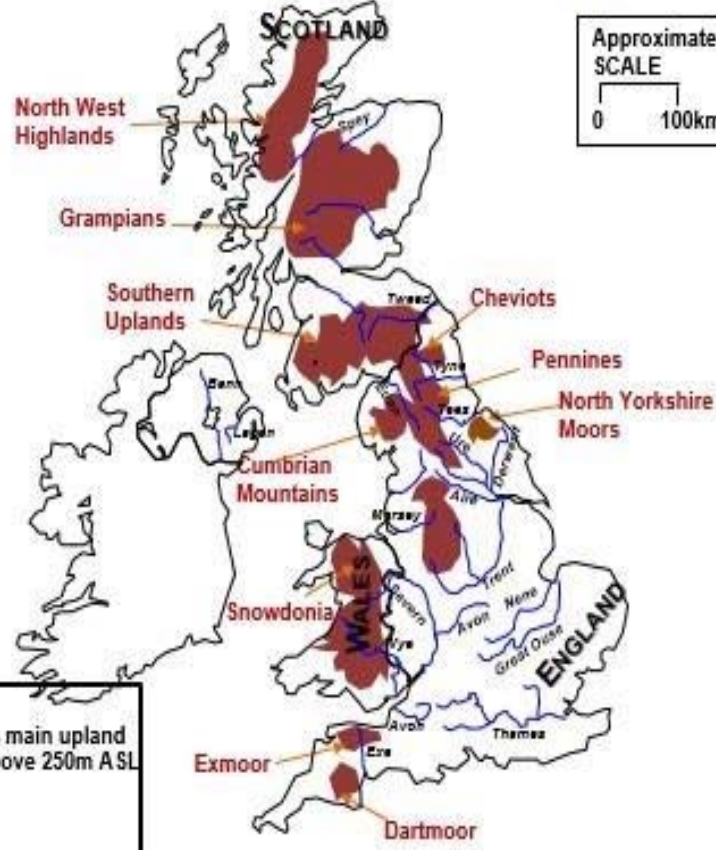 SCOTLAND
Approximate
SCALE
0 100km
North West
Highlands
Spey
Grampians
Southern
Uplands
Tweed
Cheviots
Tyne
Pennines
Tees
North Yorkshire
Moors
Bann
Lagan
Ure
Derwent
Cumbrian
Mountains
Aire
Mersey
WALES
Trent
Severn
Nene
Avon
Snowdonia
Wye
Great Ouse
ENGLAND
main upland
ove 250m ASL
Avon
Thames
Exmoor
Exe
Dartmoor